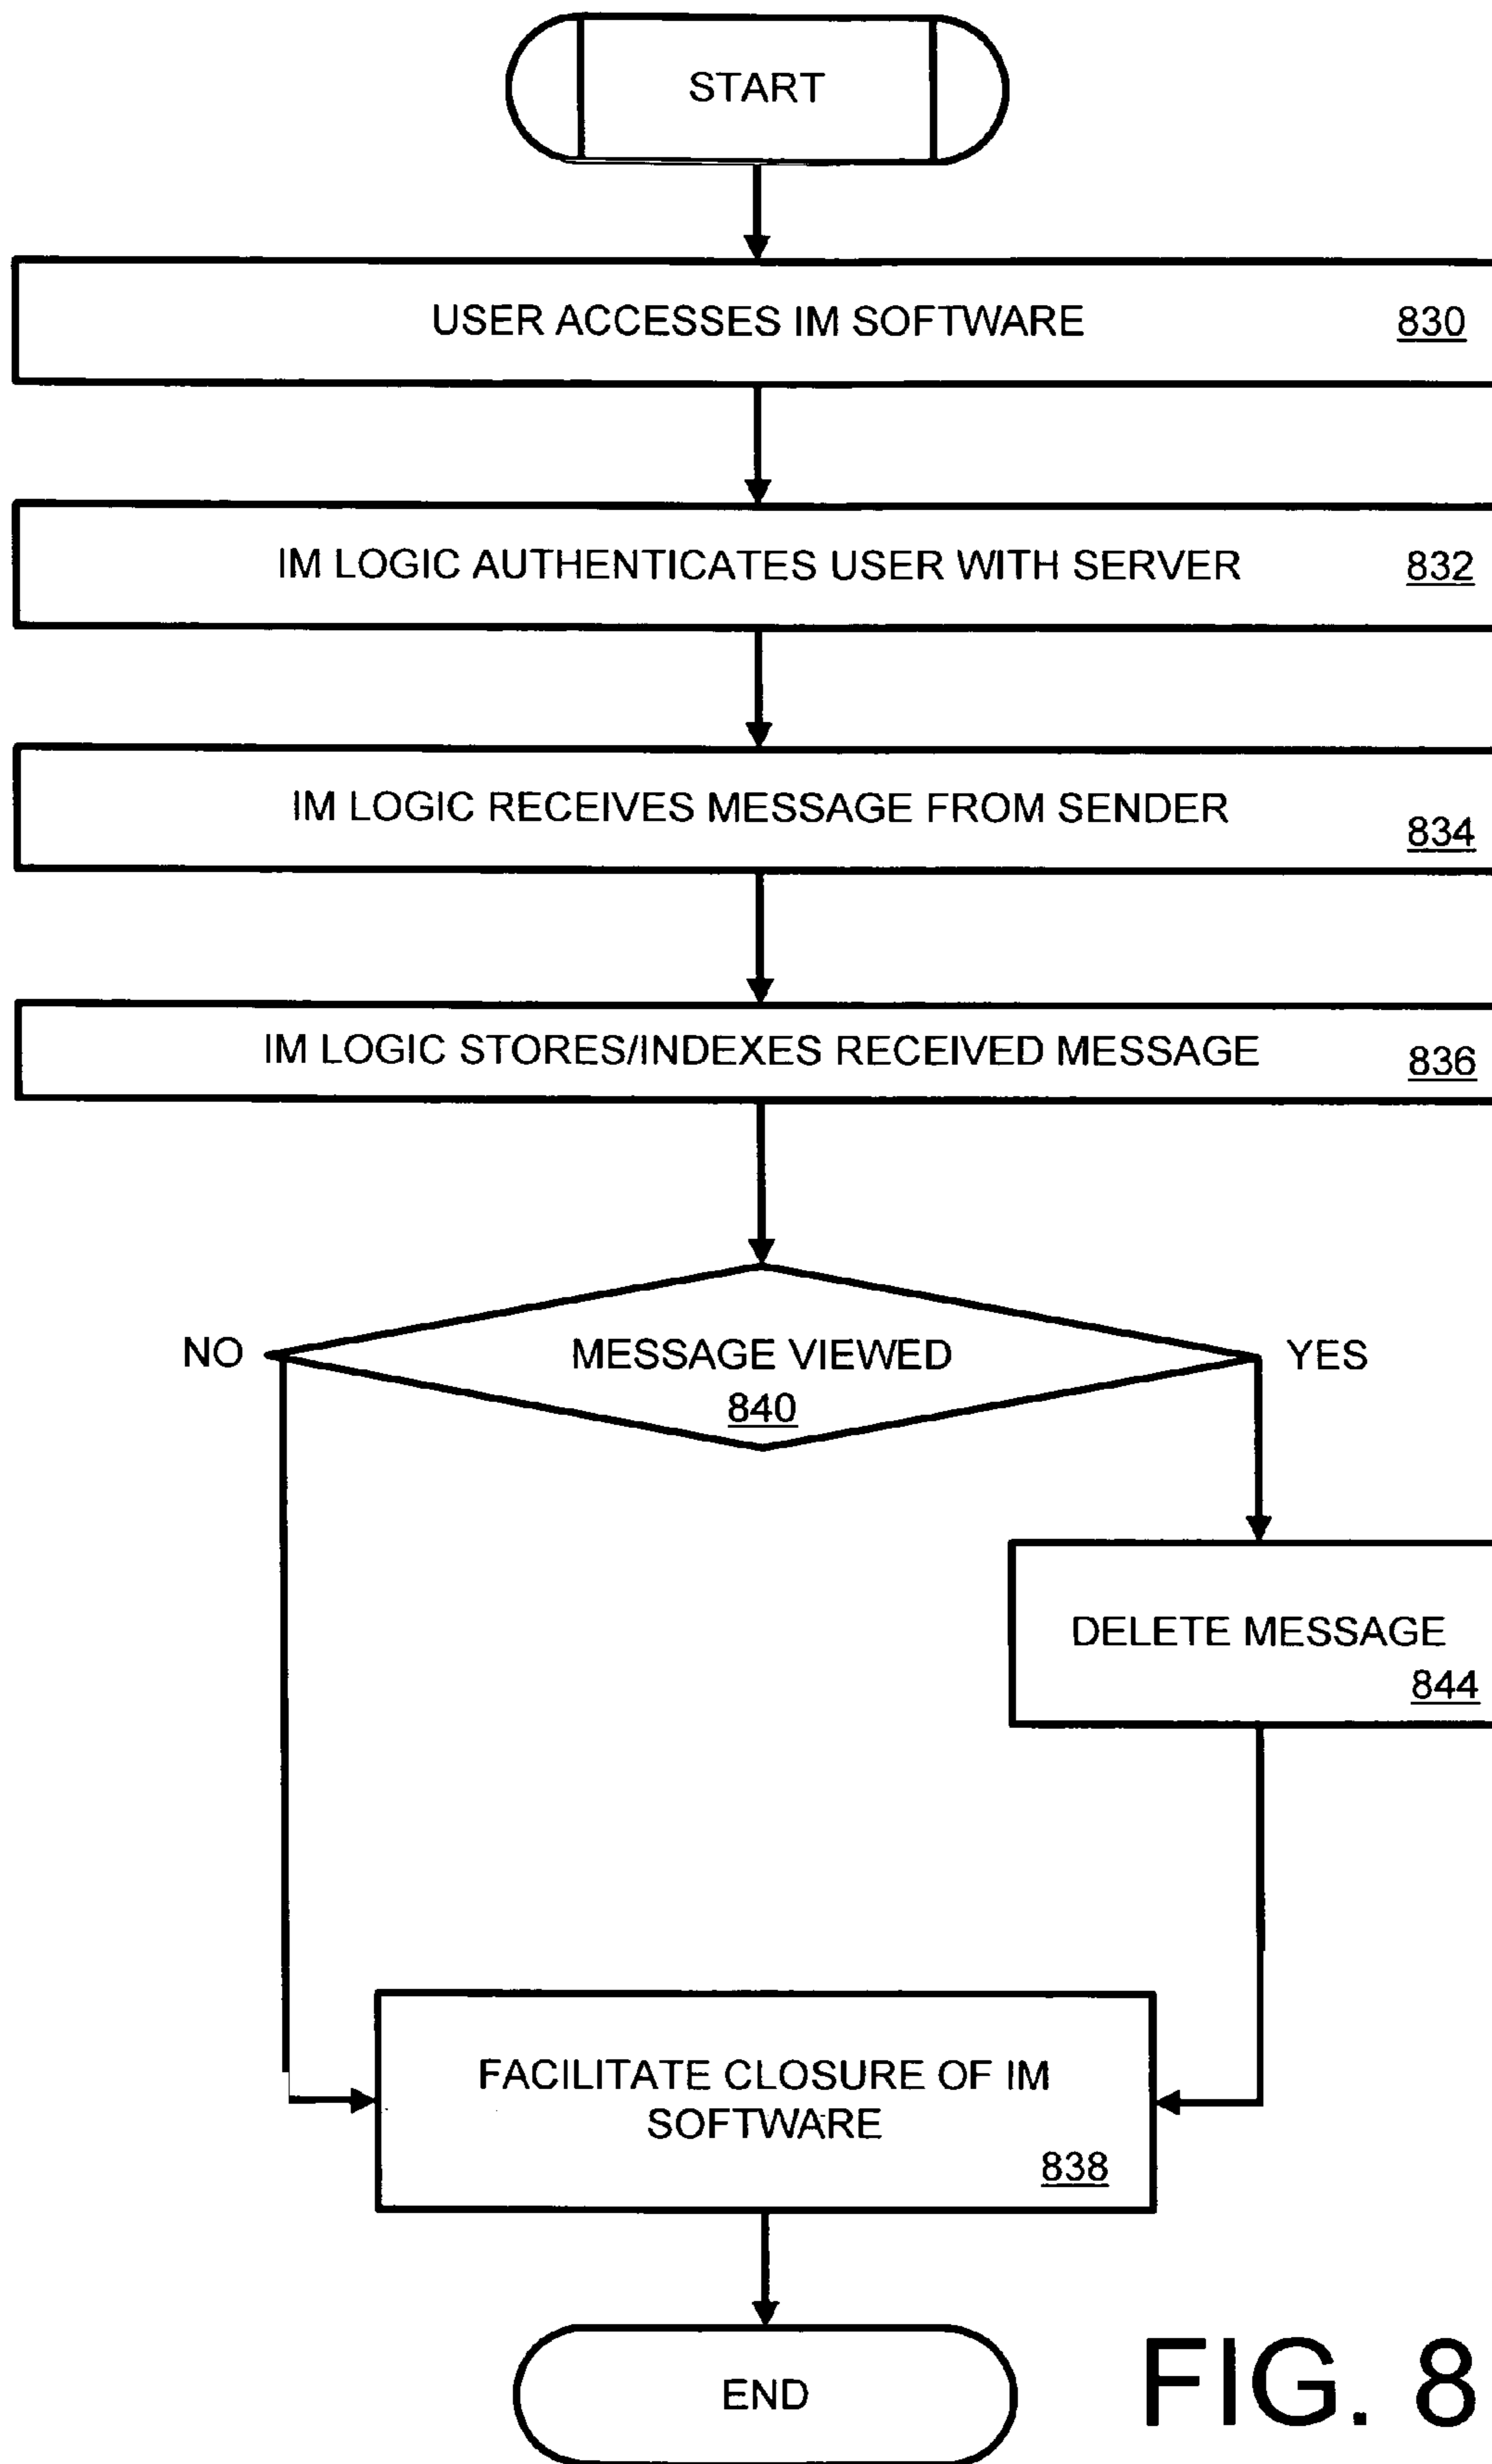 START
USER ACCESSES IM SOFTWARE 830
IM LOGIC AUTHENTICATES USER WITH SERVER 832
IM LOGIC RECEIVES MESSAGE FROM SENDER 834
IM LOGIC STORES/INDEXES RECEIVED MESSAGE 836
NO
MESSAGE VIEWED
840
YES
DELETE MESSAGE
844
FACILITATE CLOSURE OF IM
SOFTWARE
838
END
FIG. 8